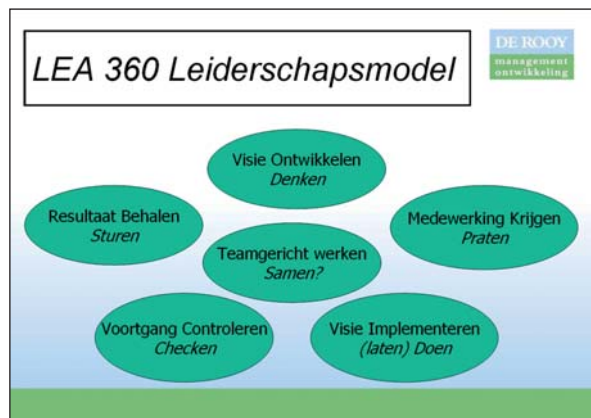 LEA 360 Leiderschapsmodel
DE ROOY
management
ontwikkeling
Visie Ontwikkelen
Denken
Resultaat Behalen
Sturen
Medewerking Krijgen
Praten
Teamgericht werken
Samen?
Voortgang Controleren
Checken
Visie Implementeren
(laten) Doen